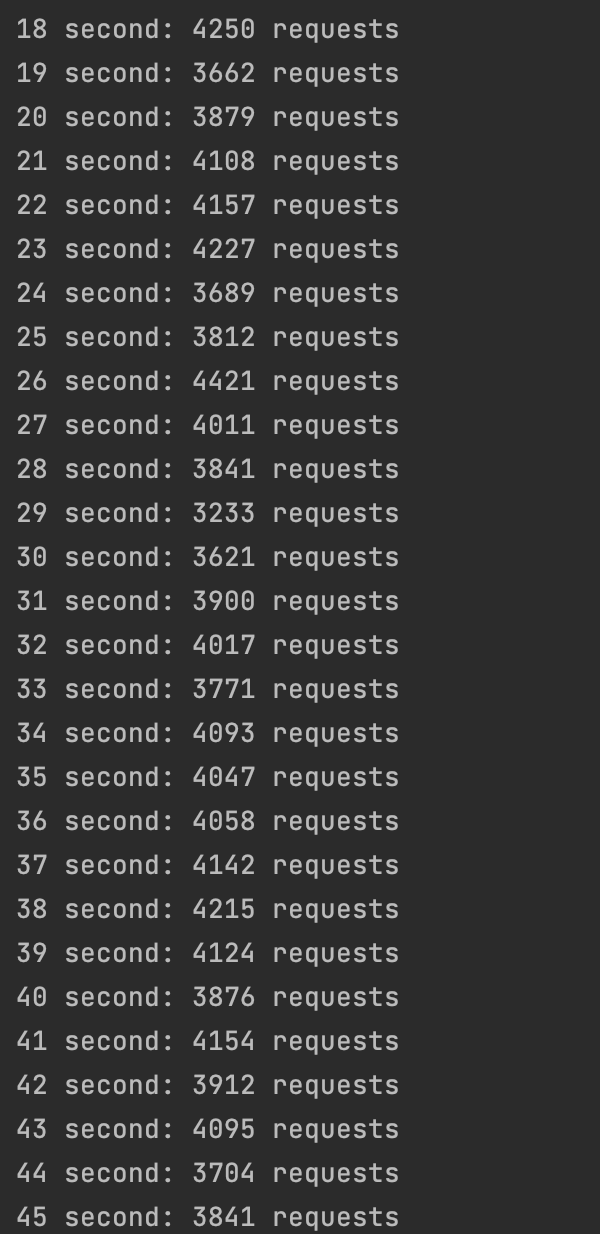 18 second: 4250 requests
19 second: 3662 requests
20 second: 3879 requests
21 second: 4108 requests
22 second: 4157 requests
23 second: 4227 requests
24 second: 3689 requests
25 second: 3812 requests
26 second: 4421 requests
27 second: 4011 requests
28 second: 3841 requests
29 second: 3233 requests
30 second: 3621 requests
31 second: 3900 requests
32 second: 4017 requests
33 second: 3771 requests
34 second: 4093 requests
35 second: 4047 requests
36 second: 4058 requests
37 second: 4142 requests
38 second: 4215 requests
39 second: 4124 requests
40 second: 3876 requests
41 second: 4154 requests
42 second: 3912 requests
43 second: 4095 requests
44 second: 3704 requests
45 second: 3841 requests